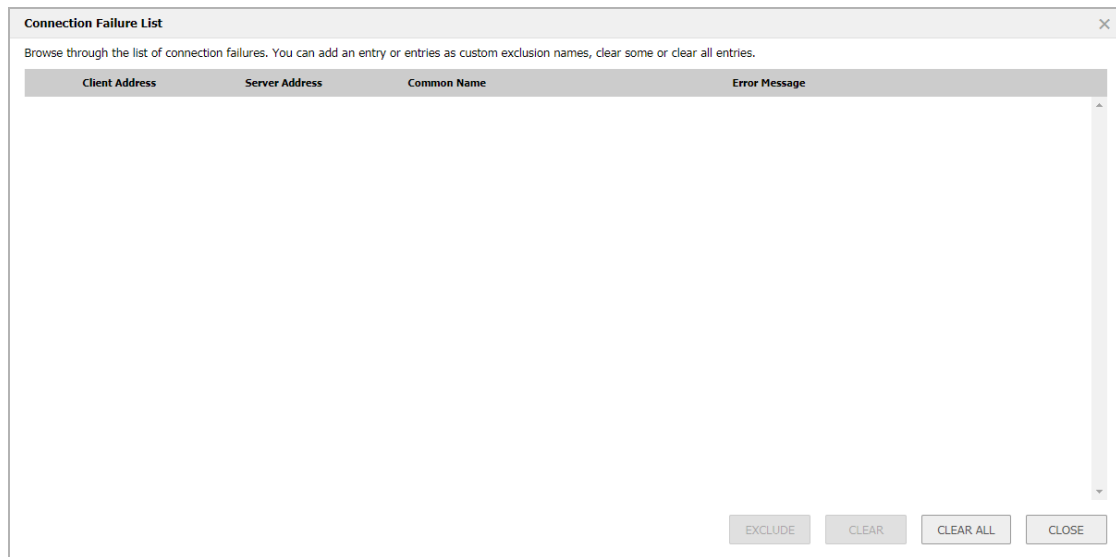 Connection Failure List
Browse through the list of connection failures. You can add an entry or entries as custom exclusion names, clear some or clear all entries.
Client Address Server Address Common Name Error Message
EXCLUDE CLEAR CLEAR ALL CLOSE